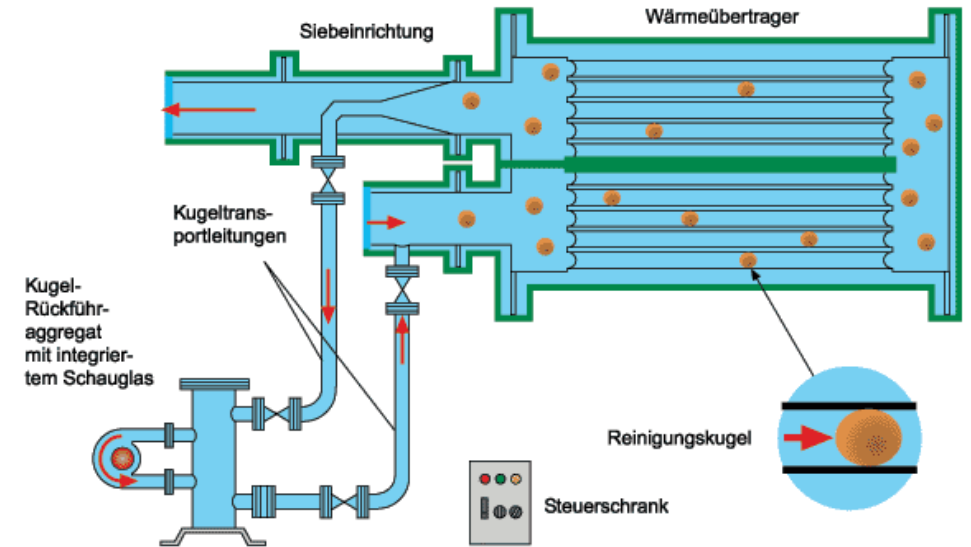 Siebeinrichtung
Wärmeübertrager
Kugeltrans-
portleitungen
Kugel-
Rückführ-
aggregat
mit integrier-
tem Schauglas
Reinigungskugel
Steuerschrank